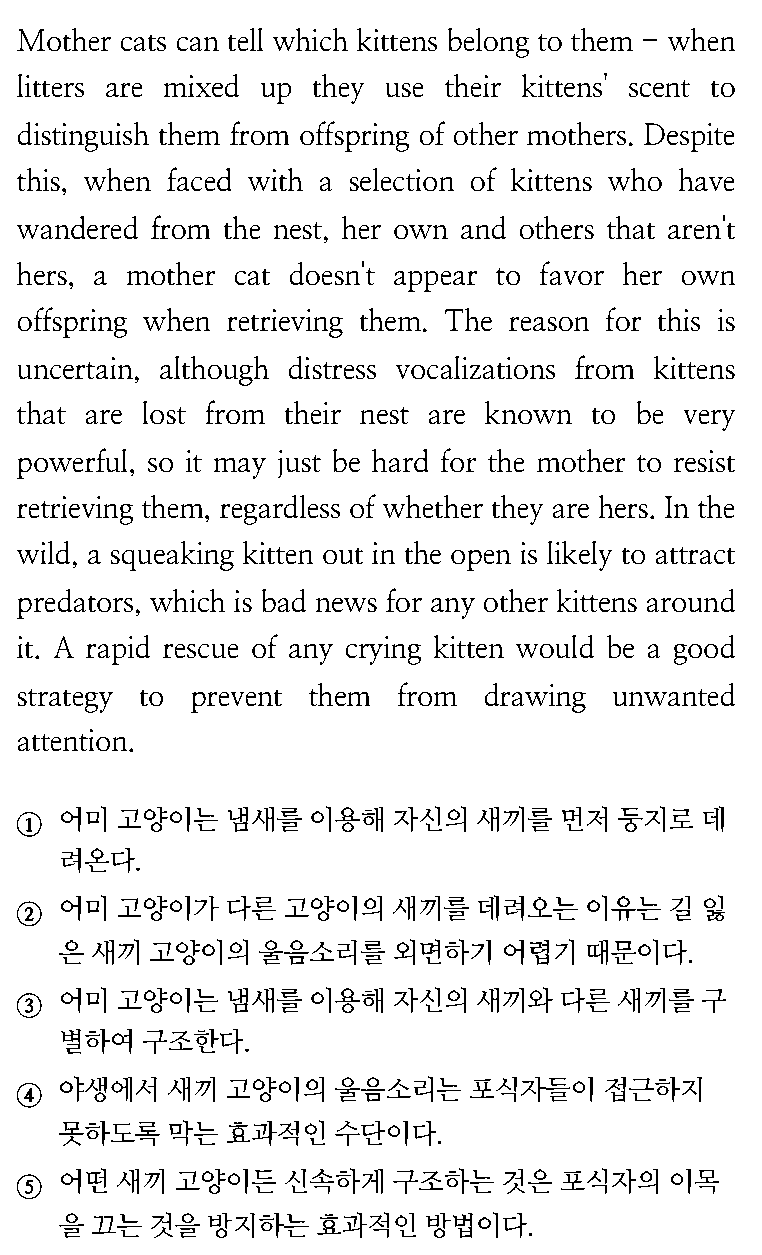 Mother cats can tell which kittens belong to them – when
litters are mixed up they use their kittens' scent to
distinguish them from offspring of other mothers. Despite
this, when faced with a selection of kittens who have
wandered from the nest, her own and others that aren't
hers, a mother cat doesn't appear to favor her own
offspring when retrieving them. The reason for this is
uncertain, although distress vocalizations from kittens
that are lost from their nest are known to be very
powerful, so it may just be hard for the mother to resist
retrieving them, regardless of whether they are hers. In the
wild, a squeaking kitten out in the open is likely to attract
predators, which is bad news for any other kittens around
it. A rapid rescue of any crying kitten would be a good
strategy to prevent them from drawing unwanted
attention.
① 어미 고양이는 냄새를 이용해 자신의 새끼를 먼저 둥지로 데
려온다.
② 어미 고양이가 다른 고양이의 새끼를 데려오는 이유는 길 잃
은 새끼 고양이의 울음소리를 외면하기 어렵기 때문이다.
③ 어미 고양이는 냄새를 이용해 자신의 새끼와 다른 새끼를 구
별하여 구조한다.
④ 야생에서 새끼 고양이의 울음소리는 포식자들이 접근하지
못하도록 막는 효과적인 수단이다.
⑤ 어떤 새끼 고양이든 신속하게 구조하는 것은 포식자의 이목
을 끄는 것을 방지하는 효과적인 방법이다.